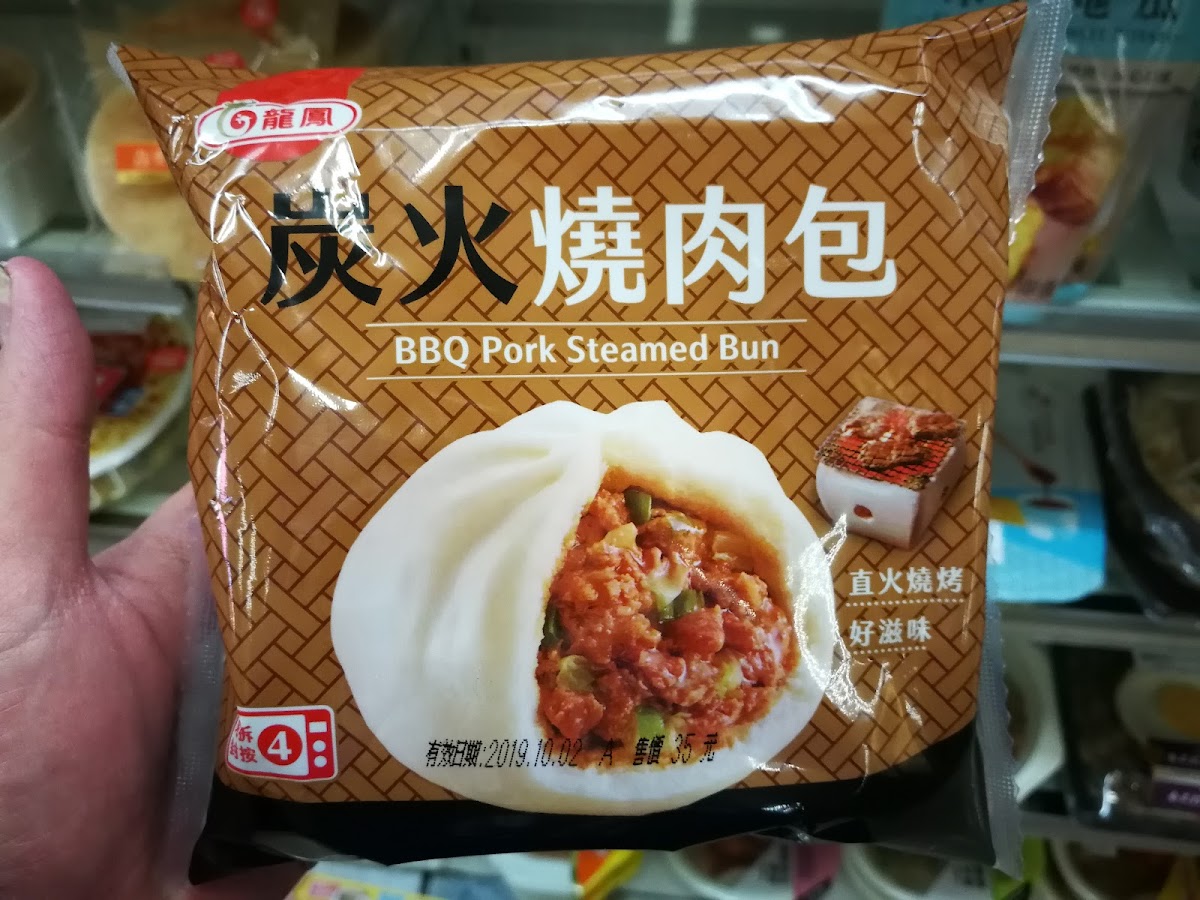 龍鳳
炭火燒肉包
BBQ Pork Steamed Bun
直火燒烤
好滋味
4
有效日期:2019.10.02 A 售價 35 元